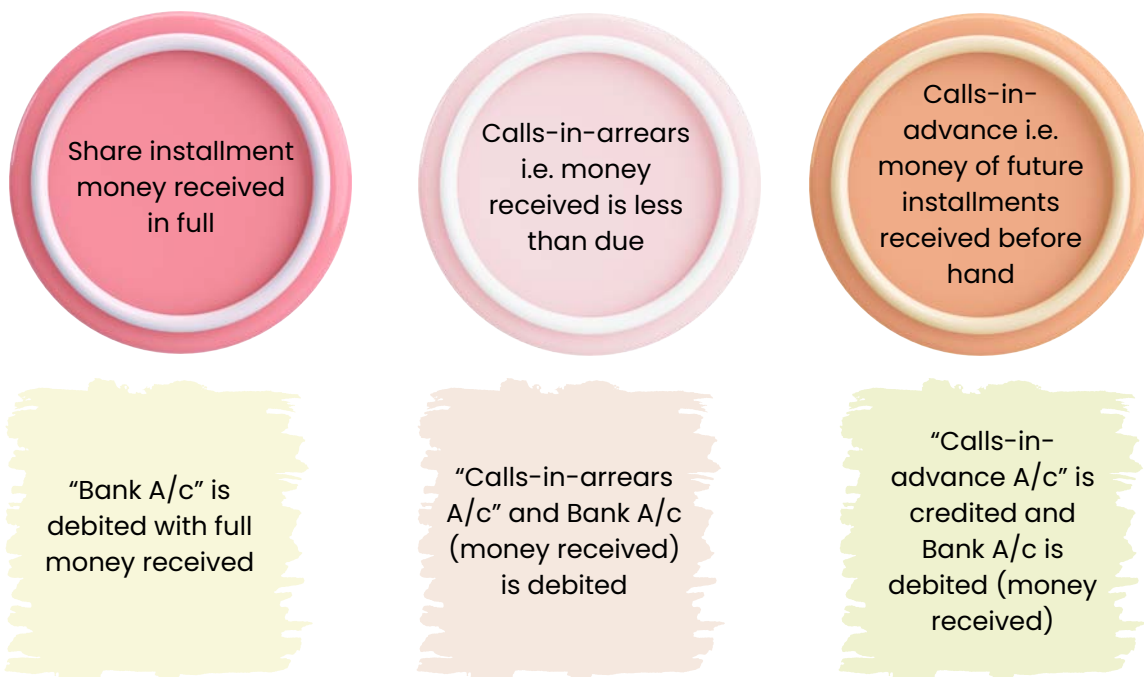 Share installment
money received
in full
Calls-in-arrears
i.e. money
received is less
than due
Calls-in-
advance i.e.
money of future
installments
received before
hand
“Bank A/c” is
debited with full
money received
“Calls-in-arrears
A/c” and Bank A/c
(money received)
is debited
“Calls-in-
advance A/c” is
credited and
Bank A/c is
debited (money
received)